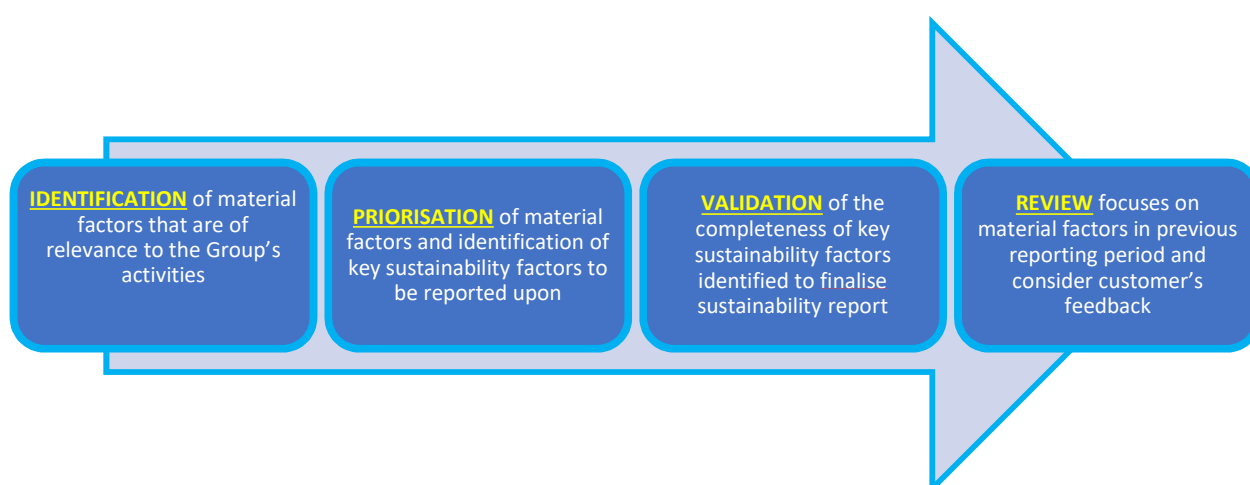 IDENTIFICATION of material
factors that are of
relevance to the Group's
activities
PRIORISATION of material
factors and identification of
key sustainability factors to
be reported upon
VALIDATION of the
completeness of key
sustainability factors
identified to finalise
sustainability report
REVIEW focuses on
material factors in previous
reporting period and
consider customer's
feedback